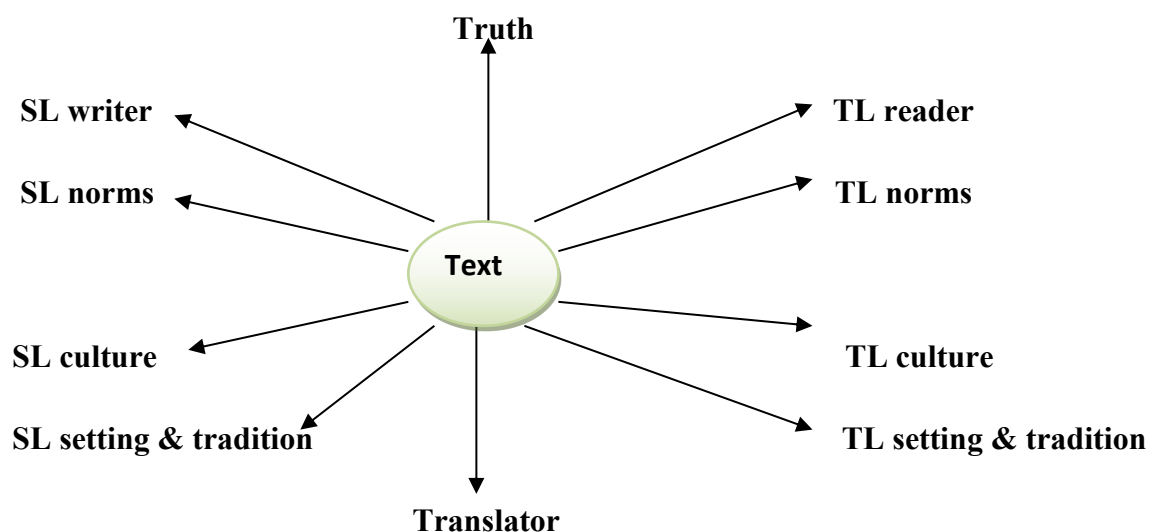 Truth
SL writer
TL reader
SL norms
TL norms
Text
SL culture
TL culture
SL setting & tradition
TL setting & tradition
Translator